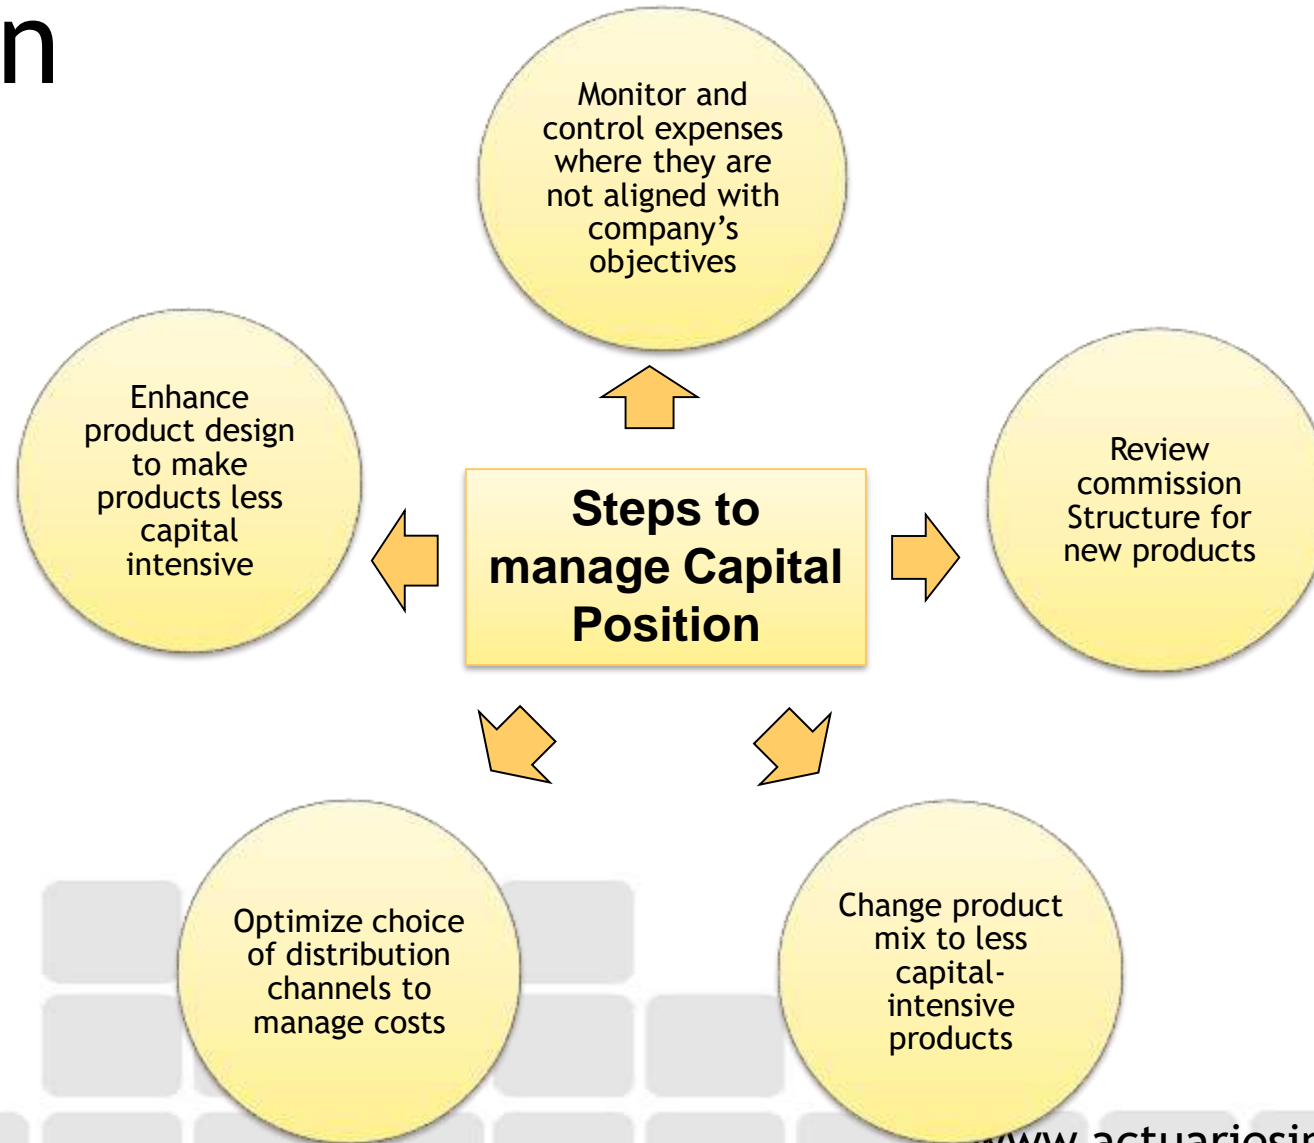 n
Monitor and
control expenses
where they are
not aligned with
company’s
objectives
Enhance
product design
to make
products less
capital
intensive
Steps to
manage Capital
Position
Review
commission
Structure for
new products
Optimize choice
of distribution
channels to
manage costs
Change product
mix to less
capital-
intensive
products